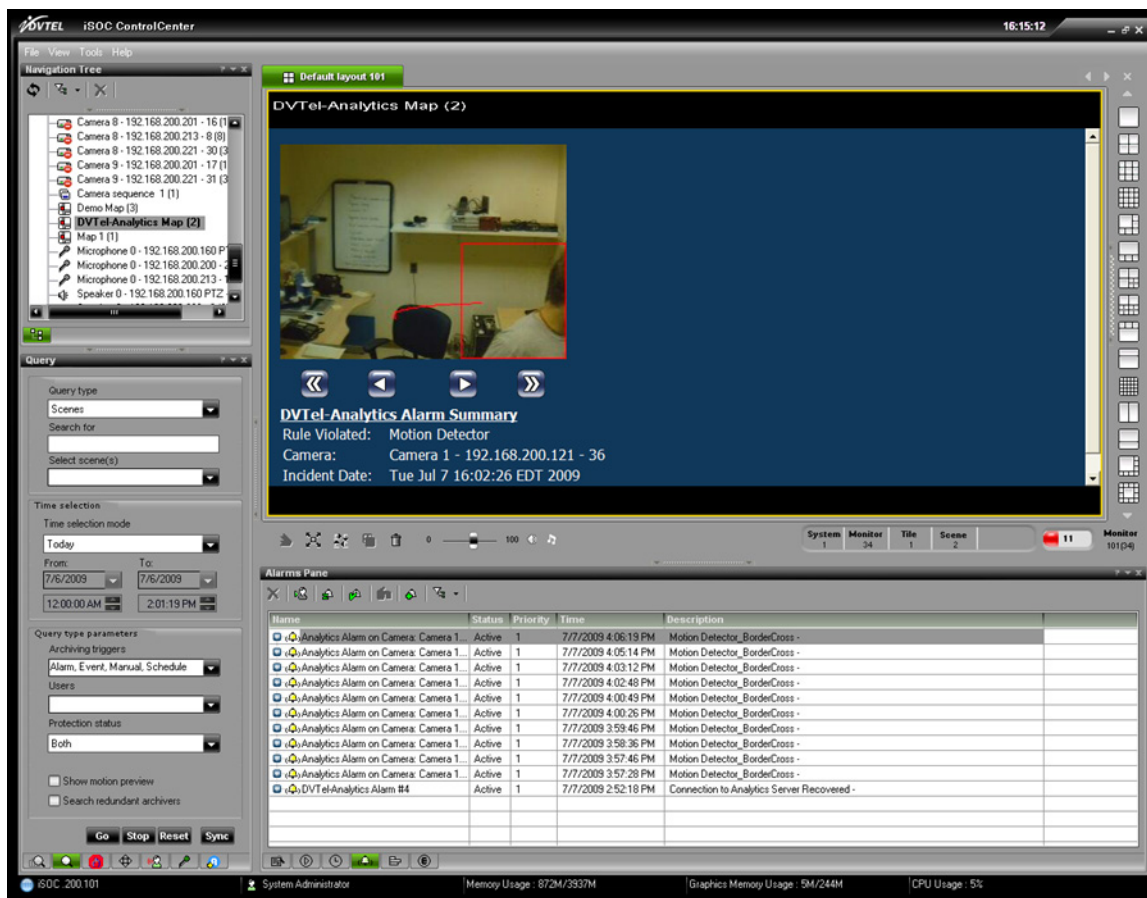 DVTEL iSOC ControlCenter
16:15:12
File View Tools Help
Navigation Tree
Camera 8 - 192.168.200.201 - 16 (1
Camera 8 - 192.168.200.213 - 8 (8)
Camera 8 - 192.168.200.221 - 30 (3
Camera 9 - 192.168.200.201 - 17 (1
Camera 9 - 192.168.200.221 - 31 (3
Camera sequence 1 (1)
Demo Map (3)
DVTel-Analytics Map (2)
Map 1 (1)
Microphone 0 - 192.168.200.160 PT
Microphone 0 - 192.168.200.200 - 2
Microphone 0 - 192.168.200.213 - 1
Speaker 0 - 192.168.200.160 PTZ
Query
Query type
Scenes
Search for
Select scene(s)
Time selection
Time selection mode
Today
From: To:
7/6/2009 7/6/2009
12:00:00 AM 2:01:19 PM
Query type parameters
Archiving triggers
Alarm, Event, Manual, Schedule
Users
Protection status
Both
Show motion preview
Search redundant archivers
Go Stop Reset Sync
Default layout 101
DVTel-Analytics Map (2)
DVTel-Analytics Alarm Summary
Rule Violated: Motion Detector
Camera: Camera 1 - 192.168.200.121 - 36
Incident Date: Tue Jul 7 16:02:26 EDT 2009
0 100
System Monitor Tile Scene
1 34 1 2
11
Monitor
101(34)
Alarms Pane
Name Status Priority Time Description
Analytics Alarm on Camera: Camera 1... Active 1 7/7/2009 4:06:19 PM Motion Detector_BorderCross -
Analytics Alarm on Camera: Camera 1... Active 1 7/7/2009 4:05:14 PM Motion Detector_BorderCross -
Analytics Alarm on Camera: Camera 1... Active 1 7/7/2009 4:03:12 PM Motion Detector_BorderCross -
Analytics Alarm on Camera: Camera 1... Active 1 7/7/2009 4:02:48 PM Motion Detector_BorderCross -
Analytics Alarm on Camera: Camera 1... Active 1 7/7/2009 4:00:49 PM Motion Detector_BorderCross -
Analytics Alarm on Camera: Camera 1... Active 1 7/7/2009 4:00:26 PM Motion Detector_BorderCross -
Analytics Alarm on Camera: Camera 1... Active 1 7/7/2009 3:59:46 PM Motion Detector_BorderCross -
Analytics Alarm on Camera: Camera 1... Active 1 7/7/2009 3:58:36 PM Motion Detector_BorderCross -
Analytics Alarm on Camera: Camera 1... Active 1 7/7/2009 3:57:46 PM Motion Detector_BorderCross -
Analytics Alarm on Camera: Camera 1... Active 1 7/7/2009 3:57:28 PM Motion Detector_BorderCross -
DVTel-Analytics Alarm #4 Active 1 7/7/2009 2:52:18 PM Connection to Analytics Server Recovered -
iSOC .200.101
System Administrator
Memory Usage : 872M/3937M
Graphics Memory Usage : 5M/244M
CPU Usage : 5%